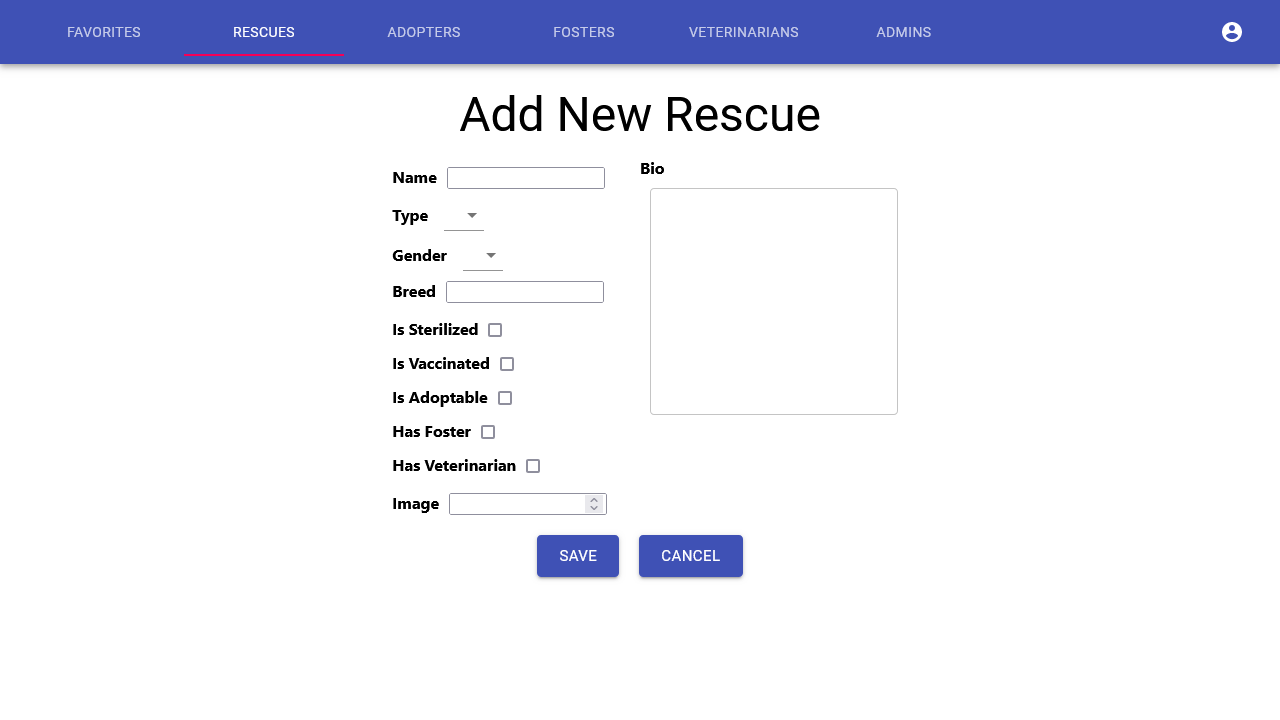 FAVORITES RESCUES ADOPTERS FOSTERS VETERINARIANS ADMINS
Add New Rescue
Name
Type
Gender
Breed
Is Sterilized
Is Vaccinated
Is Adoptable
Has Foster
Has Veterinarian
Image
Bio
SAVE CANCEL